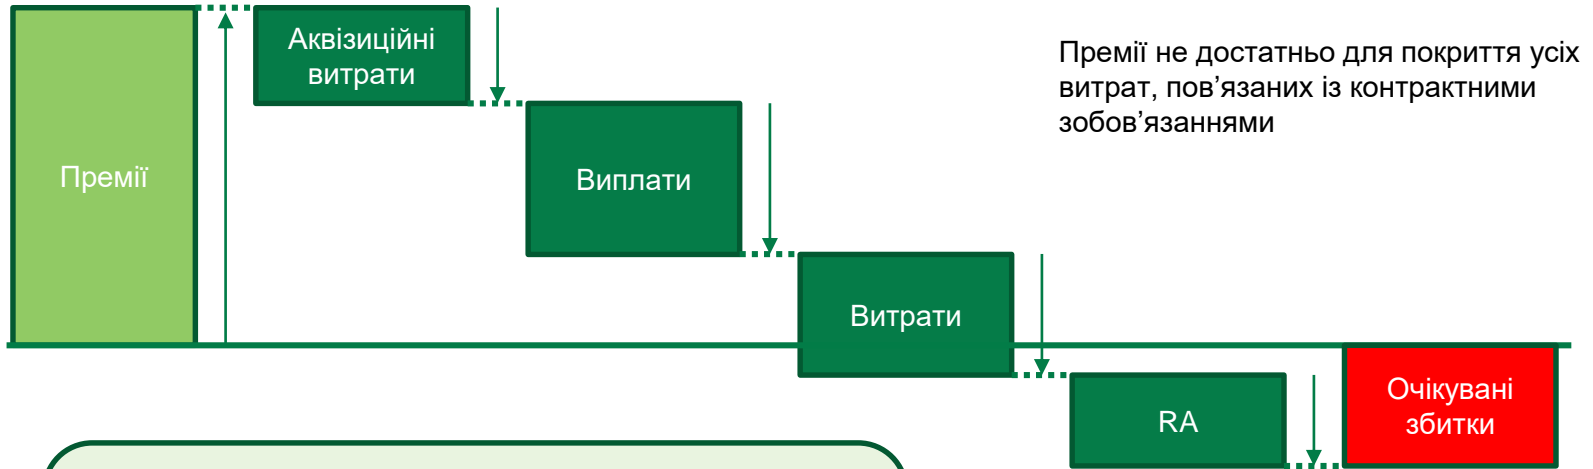 Премії
Аквізиційні
витрати
Виплати
Витрати
RA
Очікувані
збитки
Премії не достатньо для покриття усіх
витрат, пов’язаних із контрактними
зобов’язаннями